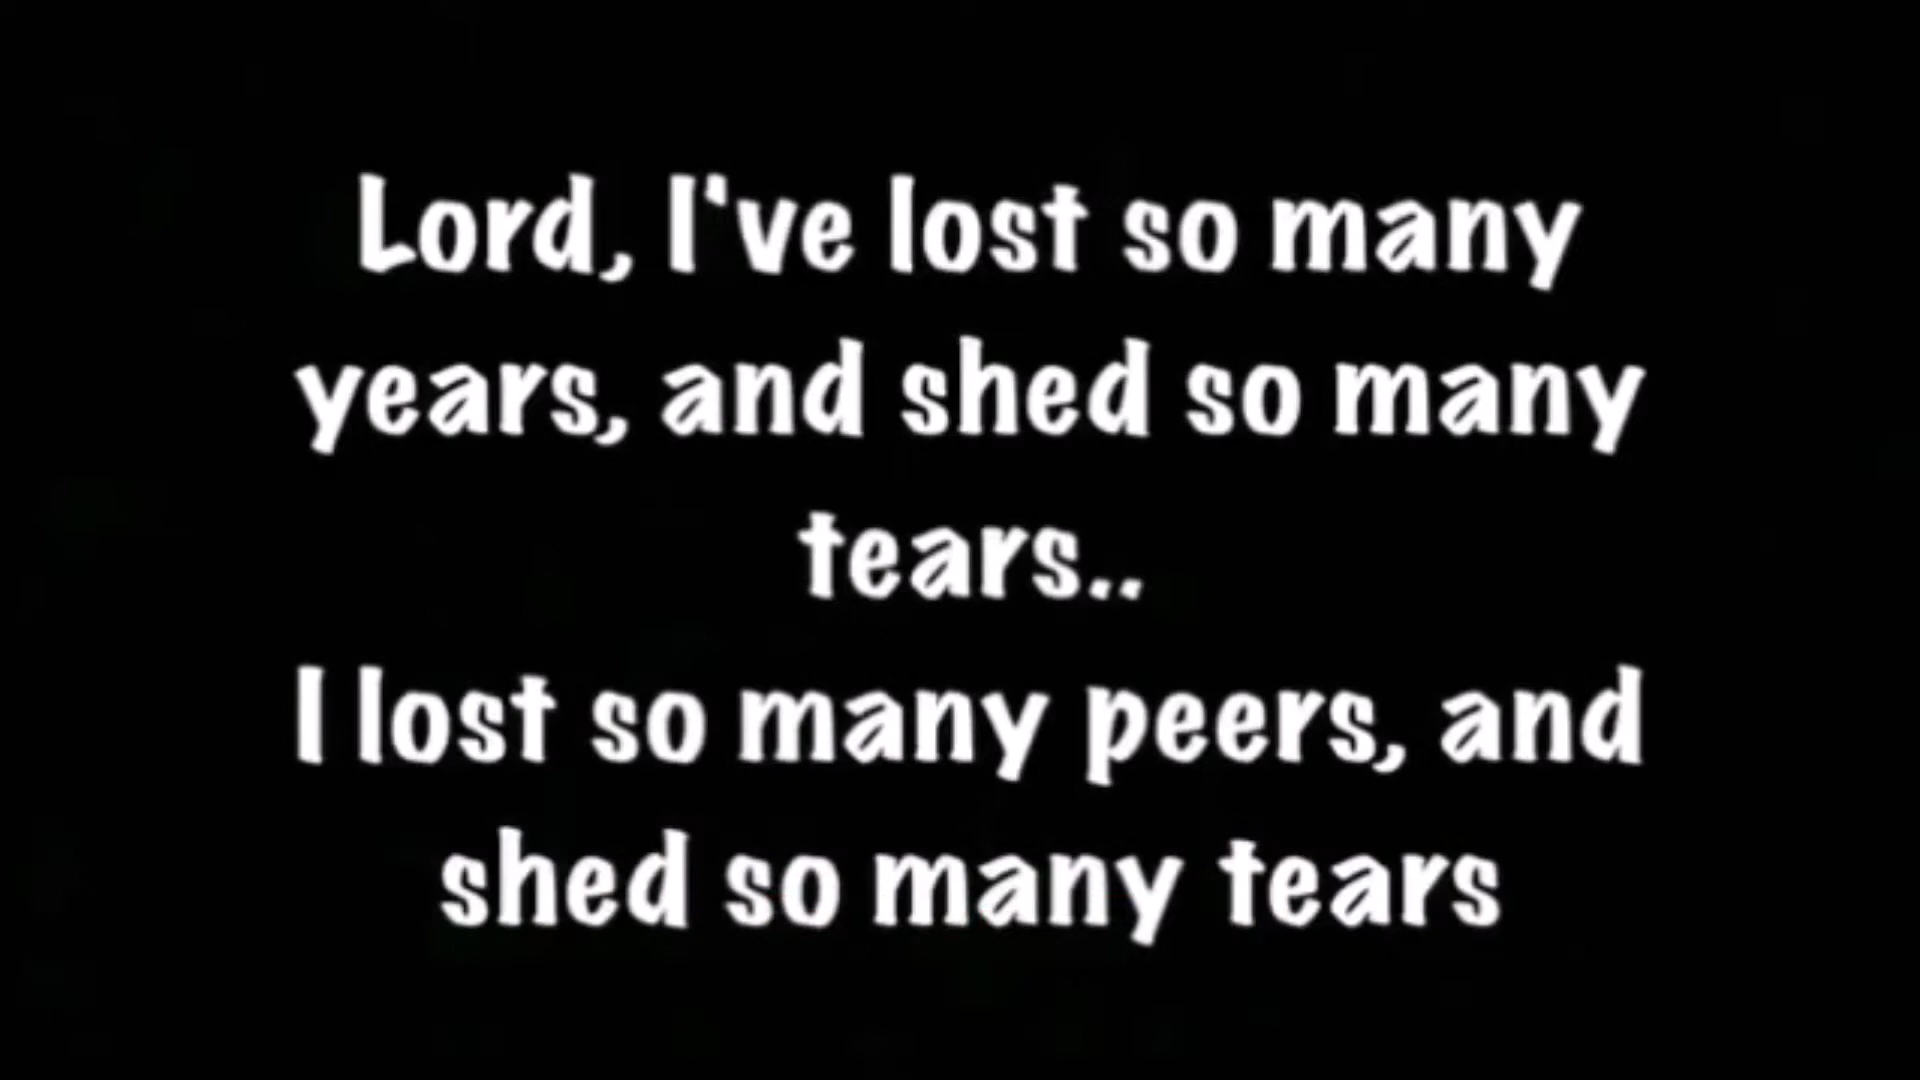 Lord, I've lost so many
years, and shed so many
tears..
I lost so many peers, and
shed so many tears